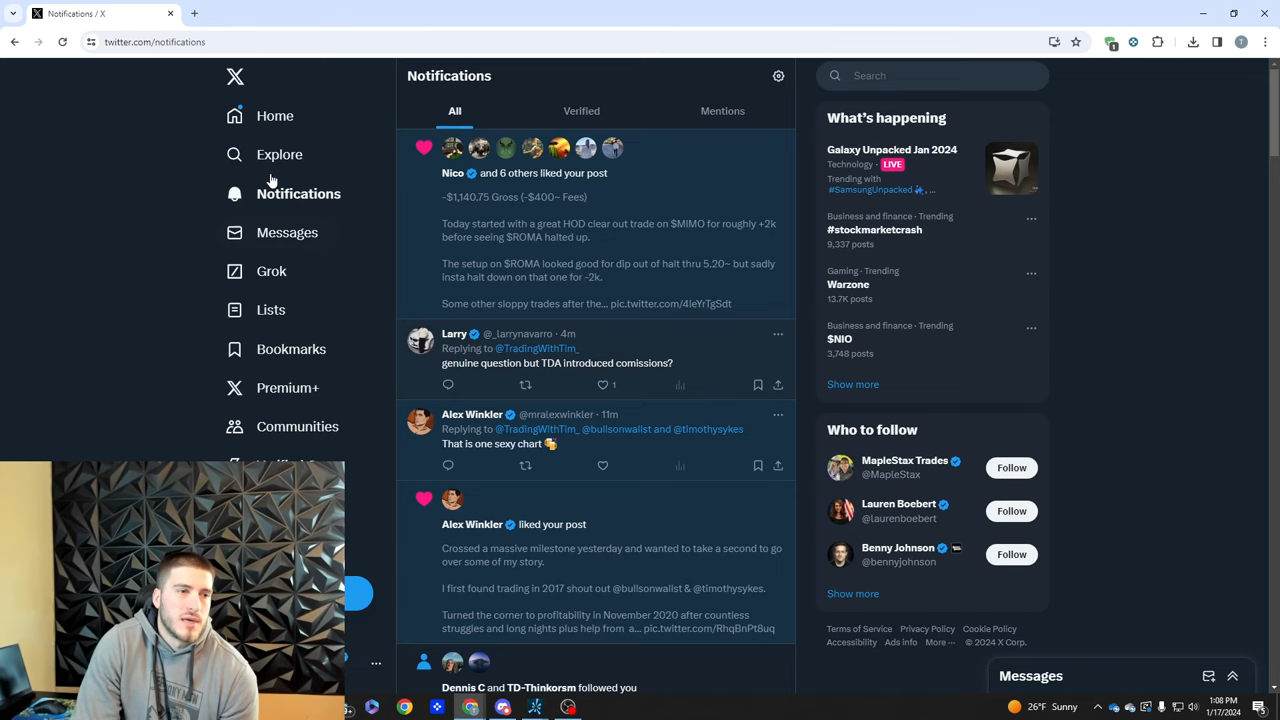 Notifications / X
twitter.com/notifications
Home
Explore
Notifications
Messages
Grok
Lists
Bookmarks
Premium+
Communities
Notifications
All
Verified
Mentions
Nico and 6 others liked your post
-$1,140.75 Gross (-$400~ Fees)
Today started with a great HOD clear out trade on $MIMO for roughly +2k
before seeing $ROMA halted up.
The setup on $ROMA looked good for dip out of halt thru 5.20~ but sadly
insta halt down on that one for -2k.
Some other sloppy trades after the... pic.twitter.com/4IeYrTgSdt
Larry @_larrynavarro · 4m
Replying to @TradingWithTim_
genuine question but TDA introduced comissions?
1
Alex Winkler @mralexwinkler · 11m
Replying to @TradingWithTim_ @bullsonwallst and @timothysykes
That is one sexy chart
Alex Winkler liked your post
Crossed a massive milestone yesterday and wanted to take a second to go
over some of my story.
I first found trading in 2017 shout out @bullsonwallst & @timothysykes.
Turned the corner to profitability in November 2020 after countless
struggles and long nights plus help from a... pic.twitter.com/RhqBnPt8uq
Dennis C and TD-Thinkorsm followed you
Search
What's happening
Galaxy Unpacked Jan 2024
Technology · LIVE
Trending with
#SamsungUnpacked , ...
Business and finance · Trending
#stockmarketcrash
9,337 posts
Gaming · Trending
Warzone
13.7K posts
Business and finance · Trending
$NIO
3,748 posts
Show more
Who to follow
MapleStax Trades
@MapleStax
Follow
Lauren Boebert
@laurenboebert
Follow
Benny Johnson
@bennyjohnson
Follow
Show more
Terms of Service Privacy Policy Cookie Policy
Accessibility Ads info More ··· © 2024 X Corp.
Messages
26°F Sunny
1:08 PM
1/17/2024